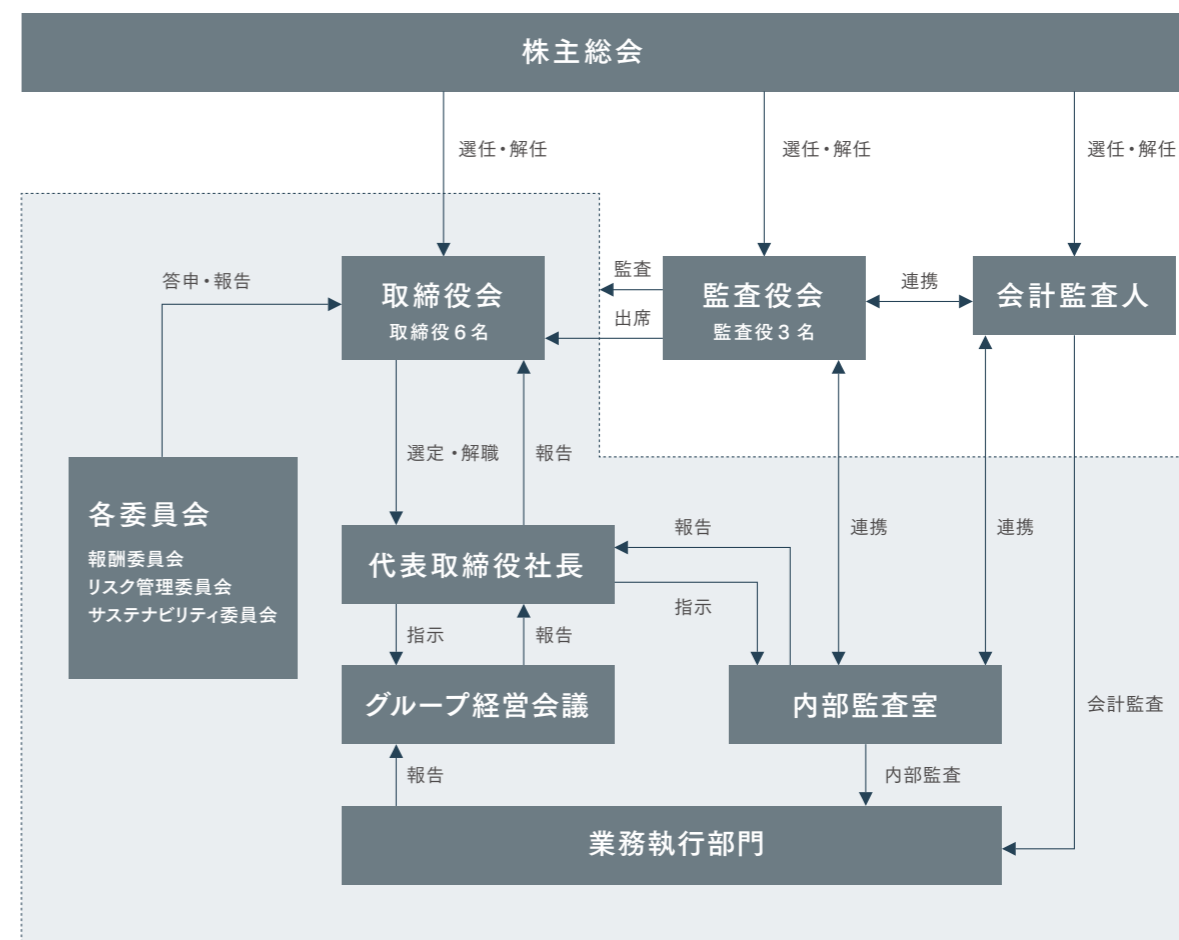 株主総会
選任・解任
選任・解任
選任・解任
答申・報告
取締役会
取締役6名
監査
出席
監査役会
監査役3名
連携
会計監査人
選定・解職
報告
各委員会
報酬委員会
リスク管理委員会
サステナビリティ委員会
代表取締役社長
報告
指示
連携
連携
指示
報告
グループ経営会議
内部監査室
会計監査
報告
内部監査
業務執行部門